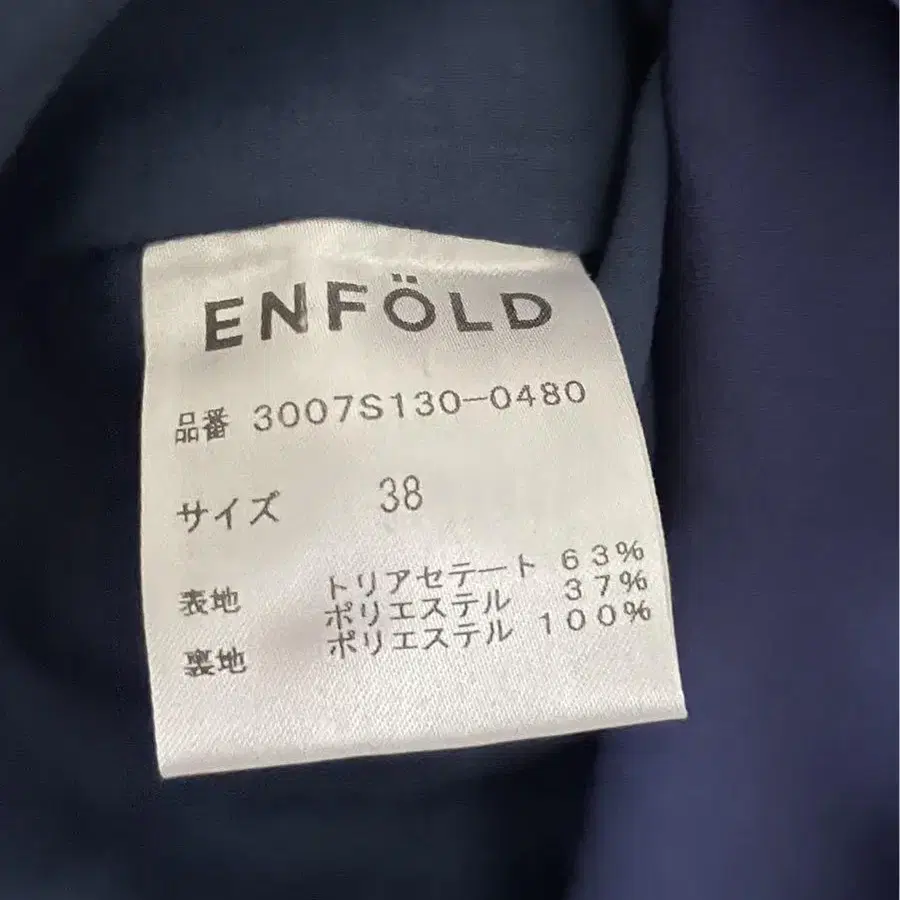 ENFÖLD
品番 3007S130-0480
サイズ 38
表地 トリアセテート 63%
ポリエステル 37%
裏地 ポリエステル 100%